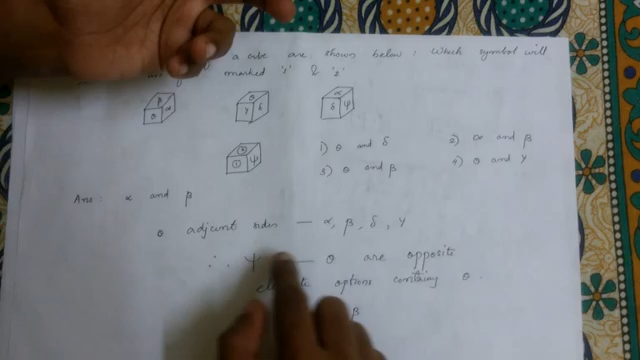 a cube are shown below: Which symbol will
marked '1' & '2'
β
θ α
θ
γ δ
α
δ ψ
②
① ψ
1) θ and δ 2) α and β
3) θ and β 4) θ and γ
Ans: α and β
θ adjunt sides — α, β, δ, γ
∴ ψ — θ are opposite
options containing θ.
β